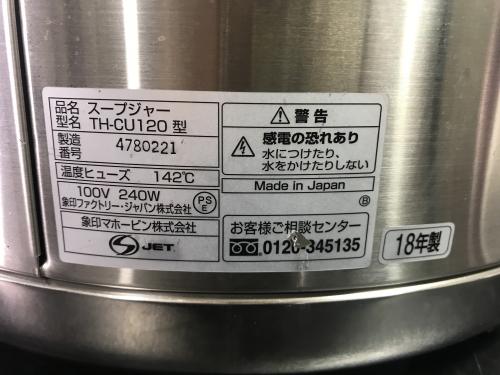 品名 スープジャー
型名 TH-CU120 型
製造番号 4780221
温度ヒューズ 142℃
100V 240W
象印ファクトリー・ジャパン株式会社
PSE
象印マホービン株式会社
S JET
⚠ 警告
感電の恐れあり
水につけたり、
水をかけたりしない
Made in Japan
Ⓑ
お客様ご相談センター
0120-345135
18年製